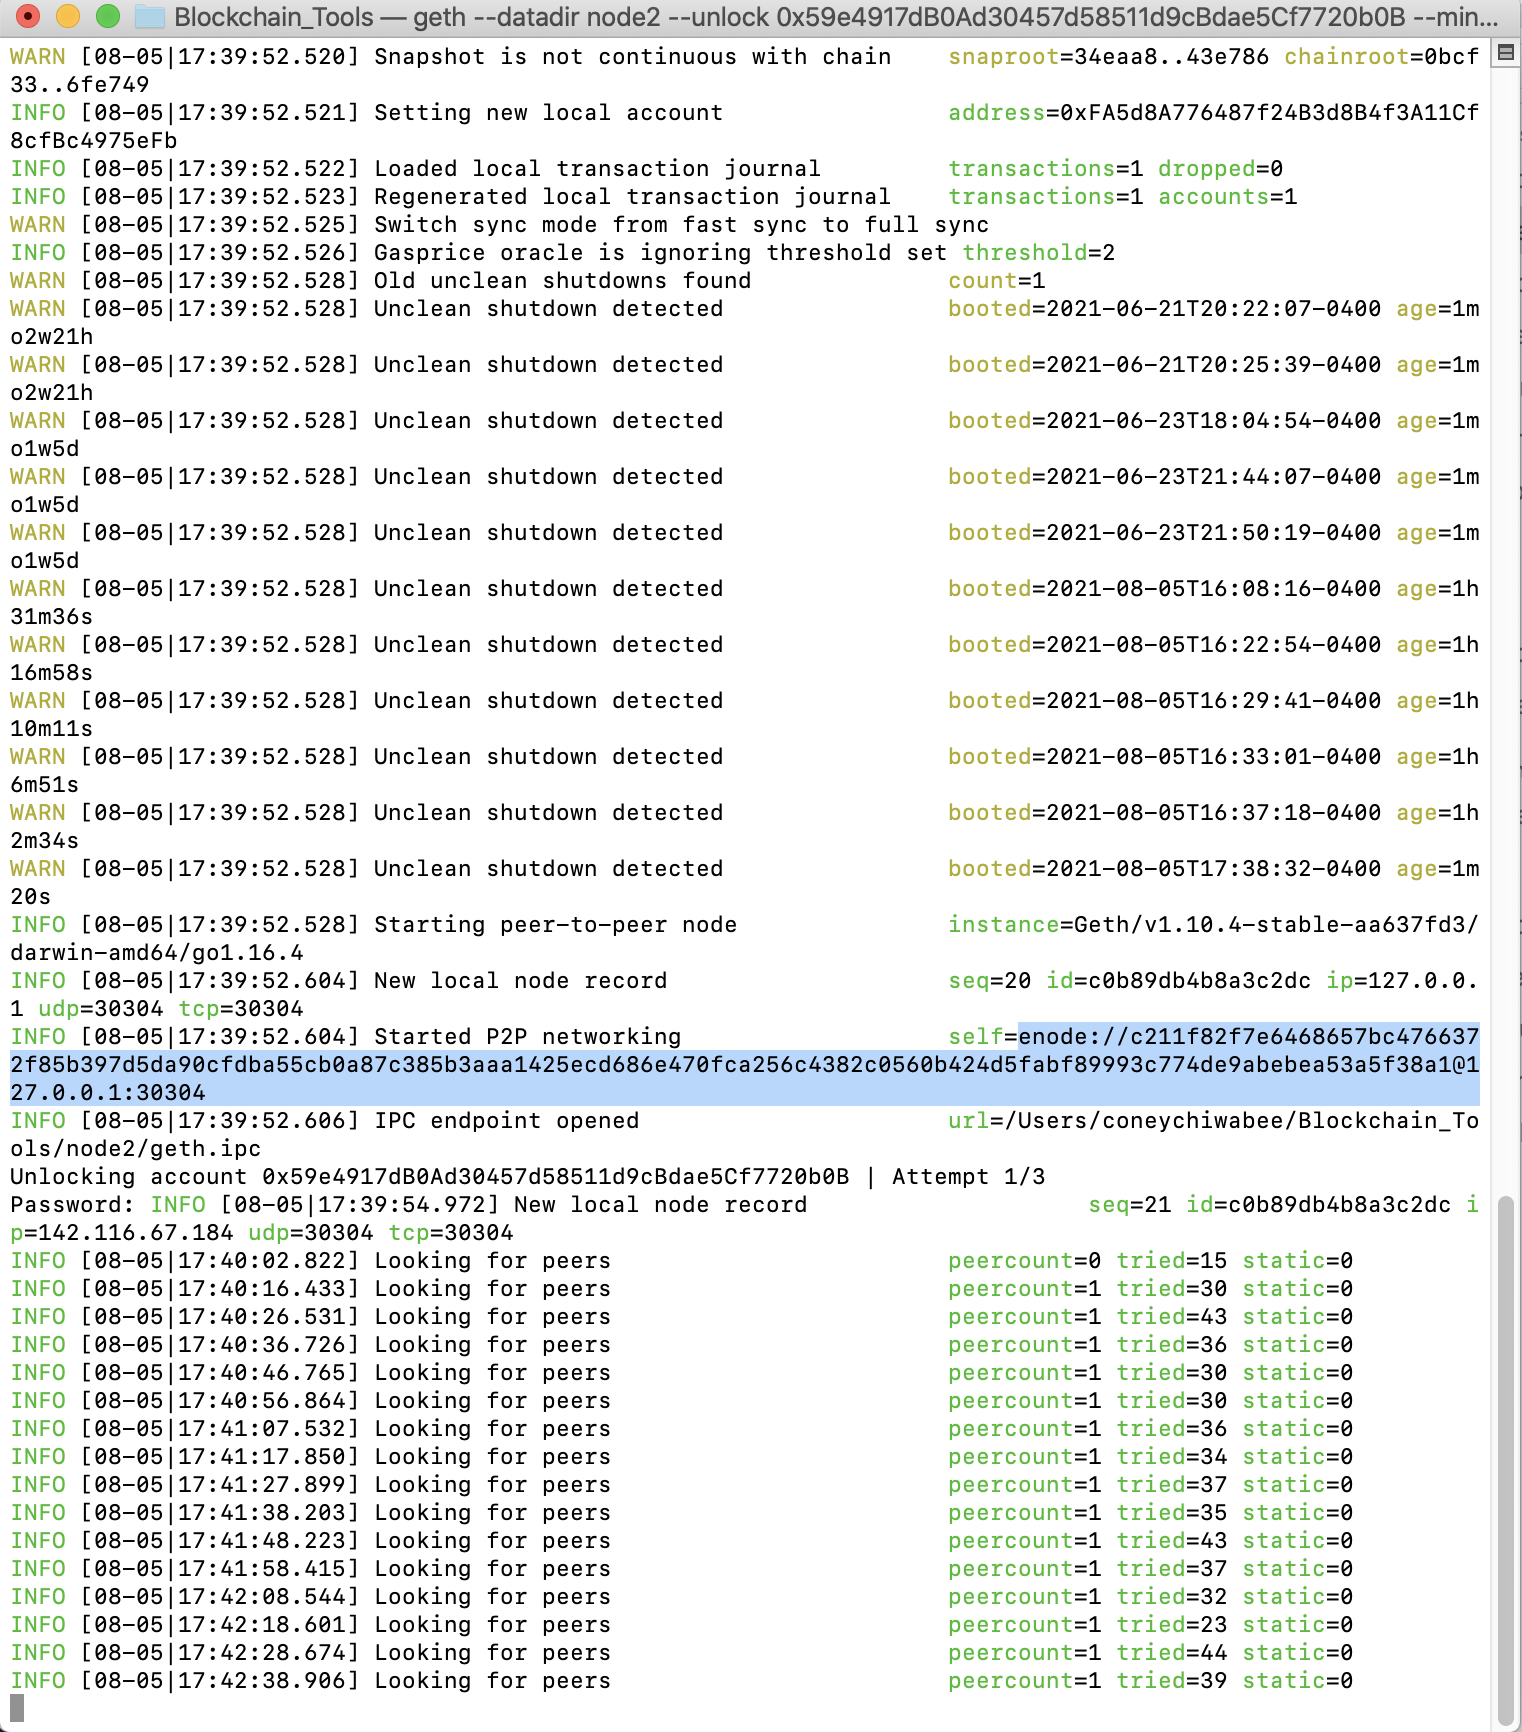 Blockchain_Tools — geth --datadir node2 --unlock 0x59e4917dB0Ad30457d58511d9cBdae5Cf7720b0B --min...
WARN [08-05|17:39:52.520] Snapshot is not continuous with chain    snaproot=34eaa8..43e786 chainroot=0bcf
33..6fe749
INFO [08-05|17:39:52.521] Setting new local account                address=0xFA5d8A776487f24B3d8B4f3A11Cf
8cfBc4975eFb
INFO [08-05|17:39:52.522] Loaded local transaction journal         transactions=1 dropped=0
INFO [08-05|17:39:52.523] Regenerated local transaction journal    transactions=1 accounts=1
WARN [08-05|17:39:52.525] Switch sync mode from fast sync to full sync
INFO [08-05|17:39:52.526] Gasprice oracle is ignoring threshold set threshold=2
WARN [08-05|17:39:52.528] Old unclean shutdowns found              count=1
WARN [08-05|17:39:52.528] Unclean shutdown detected                booted=2021-06-21T20:22:07-0400 age=1m
o2w21h
WARN [08-05|17:39:52.528] Unclean shutdown detected                booted=2021-06-21T20:25:39-0400 age=1m
o2w21h
WARN [08-05|17:39:52.528] Unclean shutdown detected                booted=2021-06-23T18:04:54-0400 age=1m
o1w5d
WARN [08-05|17:39:52.528] Unclean shutdown detected                booted=2021-06-23T21:44:07-0400 age=1m
o1w5d
WARN [08-05|17:39:52.528] Unclean shutdown detected                booted=2021-06-23T21:50:19-0400 age=1m
o1w5d
WARN [08-05|17:39:52.528] Unclean shutdown detected                booted=2021-08-05T16:08:16-0400 age=1h
31m36s
WARN [08-05|17:39:52.528] Unclean shutdown detected                booted=2021-08-05T16:22:54-0400 age=1h
16m58s
WARN [08-05|17:39:52.528] Unclean shutdown detected                booted=2021-08-05T16:29:41-0400 age=1h
10m11s
WARN [08-05|17:39:52.528] Unclean shutdown detected                booted=2021-08-05T16:33:01-0400 age=1h
6m51s
WARN [08-05|17:39:52.528] Unclean shutdown detected                booted=2021-08-05T16:37:18-0400 age=1h
2m34s
WARN [08-05|17:39:52.528] Unclean shutdown detected                booted=2021-08-05T17:38:32-0400 age=1m
20s
INFO [08-05|17:39:52.528] Starting peer-to-peer node               instance=Geth/v1.10.4-stable-aa637fd3/
darwin-amd64/go1.16.4
INFO [08-05|17:39:52.604] New local node record                    seq=20 id=c0b89db4b8a3c2dc ip=127.0.0.
1 udp=30304 tcp=30304
INFO [08-05|17:39:52.604] Started P2P networking                   self=enode://c211f82f7e6468657bc476637
2f85b397d5da90cfdba55cb0a87c385b3aaa1425ecd686e470fca256c4382c0560b424d5fabf89993c774de9abebea53a5f38a1@1
27.0.0.1:30304
INFO [08-05|17:39:52.606] IPC endpoint opened                      url=/Users/coneychiwabee/Blockchain_To
ols/node2/geth.ipc
Unlocking account 0x59e4917dB0Ad30457d58511d9cBdae5Cf7720b0B | Attempt 1/3
Password: INFO [08-05|17:39:54.972] New local node record                    seq=21 id=c0b89db4b8a3c2dc i
p=142.116.67.184 udp=30304 tcp=30304
INFO [08-05|17:40:02.822] Looking for peers                        peercount=0 tried=15 static=0
INFO [08-05|17:40:16.433] Looking for peers                        peercount=1 tried=30 static=0
INFO [08-05|17:40:26.531] Looking for peers                        peercount=1 tried=43 static=0
INFO [08-05|17:40:36.726] Looking for peers                        peercount=1 tried=36 static=0
INFO [08-05|17:40:46.765] Looking for peers                        peercount=1 tried=30 static=0
INFO [08-05|17:40:56.864] Looking for peers                        peercount=1 tried=30 static=0
INFO [08-05|17:41:07.532] Looking for peers                        peercount=1 tried=36 static=0
INFO [08-05|17:41:17.850] Looking for peers                        peercount=1 tried=34 static=0
INFO [08-05|17:41:27.899] Looking for peers                        peercount=1 tried=37 static=0
INFO [08-05|17:41:38.203] Looking for peers                        peercount=1 tried=35 static=0
INFO [08-05|17:41:48.223] Looking for peers                        peercount=1 tried=43 static=0
INFO [08-05|17:41:58.415] Looking for peers                        peercount=1 tried=37 static=0
INFO [08-05|17:42:08.544] Looking for peers                        peercount=1 tried=32 static=0
INFO [08-05|17:42:18.601] Looking for peers                        peercount=1 tried=23 static=0
INFO [08-05|17:42:28.674] Looking for peers                        peercount=1 tried=44 static=0
INFO [08-05|17:42:38.906] Looking for peers                        peercount=1 tried=39 static=0